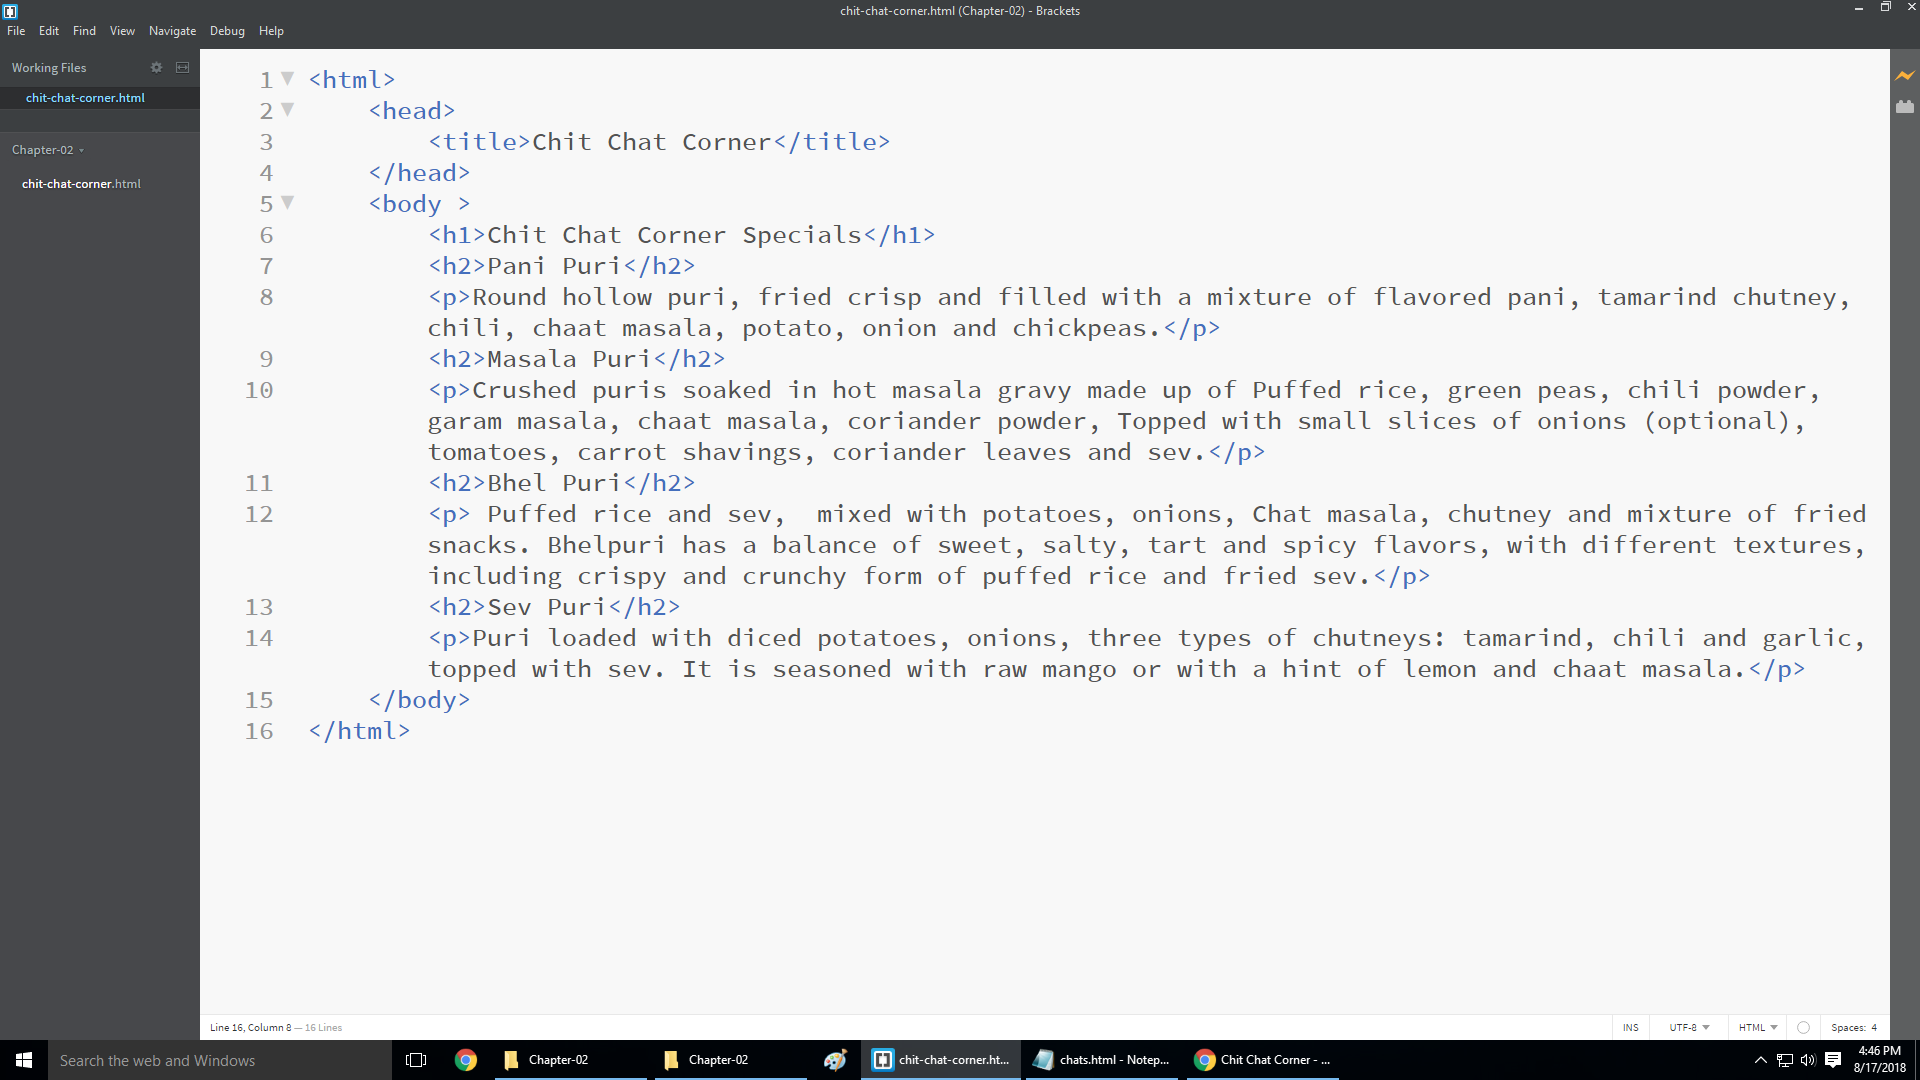 chit-chat-corner.html (Chapter-02) - Brackets
File Edit Find View Navigate Debug Help
Working Files
chit-chat-corner.html
Chapter-02
chit-chat-corner.html
1 <html>
2 <head>
3 <title>Chit Chat Corner</title>
4 </head>
5 <body >
6 <h1>Chit Chat Corner Specials</h1>
7 <h2>Pani Puri</h2>
8 <p>Round hollow puri, fried crisp and filled with a mixture of flavored pani, tamarind chutney,
chili, chaat masala, potato, onion and chickpeas.</p>
9 <h2>Masala Puri</h2>
10 <p>Crushed puris soaked in hot masala gravy made up of Puffed rice, green peas, chili powder,
garam masala, chaat masala, coriander powder, Topped with small slices of onions (optional),
tomatoes, carrot shavings, coriander leaves and sev.</p>
11 <h2>Bhel Puri</h2>
12 <p> Puffed rice and sev,  mixed with potatoes, onions, Chat masala, chutney and mixture of fried
snacks. Bhelpuri has a balance of sweet, salty, tart and spicy flavors, with different textures,
including crispy and crunchy form of puffed rice and fried sev.</p>
13 <h2>Sev Puri</h2>
14 <p>Puri loaded with diced potatoes, onions, three types of chutneys: tamarind, chili and garlic,
topped with sev. It is seasoned with raw mango or with a hint of lemon and chaat masala.</p>
15 </body>
16 </html>
Line 16, Column 8 — 16 Lines
INS UTF-8 HTML Spaces: 4
Search the web and Windows
Chapter-02
Chapter-02
chit-chat-corner.ht...
chats.html - Notep...
Chit Chat Corner - ...
4:46 PM
8/17/2018